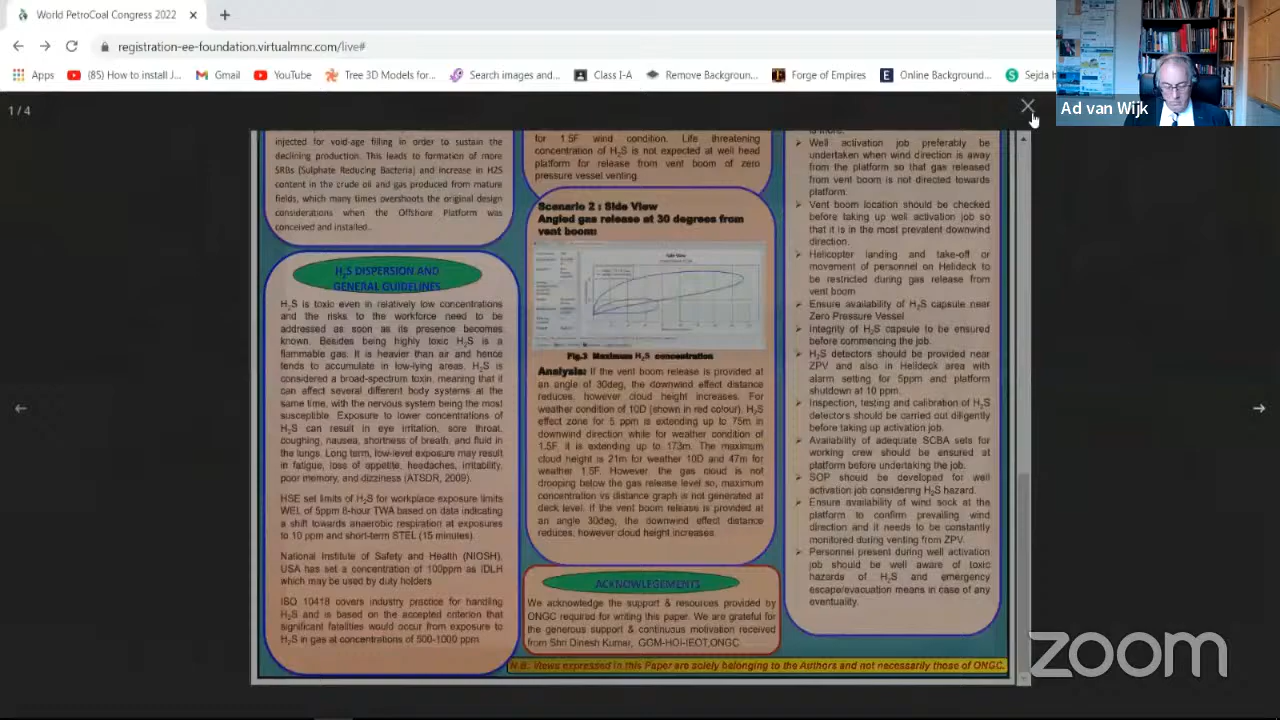 World PetroCoal Congress 2022
registration-ee-foundation.virtualmnc.com/live#
Apps
(85) How to install J...
Gmail
YouTube
Tree 3D Models for...
Search images and...
Class I-A
Remove Backgroun...
Forge of Empires
Online Background...
Sejda h
Ad van Wijk
1 / 4
injected for void-age filling in order to sustain the
declining production. This leads to formation of more
SRBs (Sulphate Reducing Bacteria) and increase in H2S
content in the crude oil and gas produced from mature
fields, which many times overshoots the original design
considerations when the Offshore Platform was
conceived and installed..
H₂S DISPERSION AND
GENERAL GUIDELINES
H₂S is toxic even in relatively low concentrations
and the risks to the workforce need to be
addressed as soon as its presence becomes
known. Besides being highly toxic H₂S is a
flammable gas. It is heavier than air and hence
tends to accumulate in low-lying areas. H₂S is
considered a broad-spectrum toxin, meaning that it
can affect several different body systems at the
same time, with the nervous system being the most
susceptible. Exposure to lower concentrations of
H₂S can result in eye irritation, sore throat,
coughing, nausea, shortness of breath, and fluid in
the lungs. Long term, low-level exposure may result
in fatigue, loss of appetite, headaches, irritability,
poor memory, and dizziness (ATSDR, 2009).
HSE set limits of H₂S for workplace exposure limits
WEL of 5ppm 8-hour TWA based on data indicating
a shift towards anaerobic respiration at exposures
to 10 ppm and short-term STEL (15 minutes).
National Institute of Safety and Health (NIOSH),
USA has set a concentration of 100ppm as IDLH
which may be used by duty holders
ISO 10418 covers industry practice for handling
H₂S and is based on the accepted criterion that
significant fatalities would occur from exposure to
H₂S in gas at concentrations of 500-1000 ppm
for 1.5F wind condition. Life threatening
concentration of H₂S is not expected at well head
platform for release from vent boom of zero
pressure vessel venting.
Scenario 2 : Side View
Angled gas release at 30 degrees from
vent boom:
Side View
Fig.3 Maximum H₂S concentration
Analysis: If the vent boom release is provided at
an angle of 30deg, the downwind effect distance
reduces, however cloud height increases. For
weather condition of 10D (shown in red colour), H₂S
effect zone for 5 ppm is extending up to 75m in
downwind direction while for weather condition of
1.5F it is extending up to 173m. The maximum
cloud height is 21m for weather 10D and 47m for
weather 1.5F. However the gas cloud is not
drooping below the gas release level so, maximum
concentration vs distance graph is not generated at
deck level. If the vent boom release is provided at
an angle 30deg, the downwind effect distance
reduces, however cloud height increases.
ACKNOWLEGEMENTS
We acknowledge the support & resources provided by
ONGC required for writing this paper. We are grateful for
the generous support & continuous motivation received
from Shri Dinesh Kumar, GGM-HOI-IEOT,ONGC
➢ Well activation job preferably be
undertaken when wind direction is away
from the platform so that gas released
from vent boom is not directed towards
platform.
➢ Vent boom location should be checked
before taking up well activation job so
that it is in the most prevalent downwind
direction.
➢ Helicopter landing and take-off or
movement of personnel on Helideck to
be restricted during gas release from
vent boom
➢ Ensure availability of H₂S capsule near
Zero Pressure Vessel
➢ Integrity of H₂S capsule to be ensured
before commencing the job.
➢ H₂S detectors should be provided near
ZPV and also in Helideck area with
alarm setting for 5ppm and platform
shutdown at 10 ppm.
➢ Inspection, testing and calibration of H₂S
detectors should be carried out diligently
before taking up activation job.
➢ Availability of adequate SCBA sets for
working crew should be ensured at
platform before undertaking the job.
➢ SOP should be developed for well
activation job considering H₂S hazard.
➢ Ensure availability of wind sock at the
platform to confirm prevailing wind
direction and it needs to be constantly
monitored during venting from ZPV.
➢ Personnel present during well activation
job should be well aware of toxic
hazards of H₂S and emergency
escape/evacuation means in case of any
eventuality.
N.B. Views expressed in this Paper are solely belonging to the Authors and not necessarily those of ONGC.
zoom